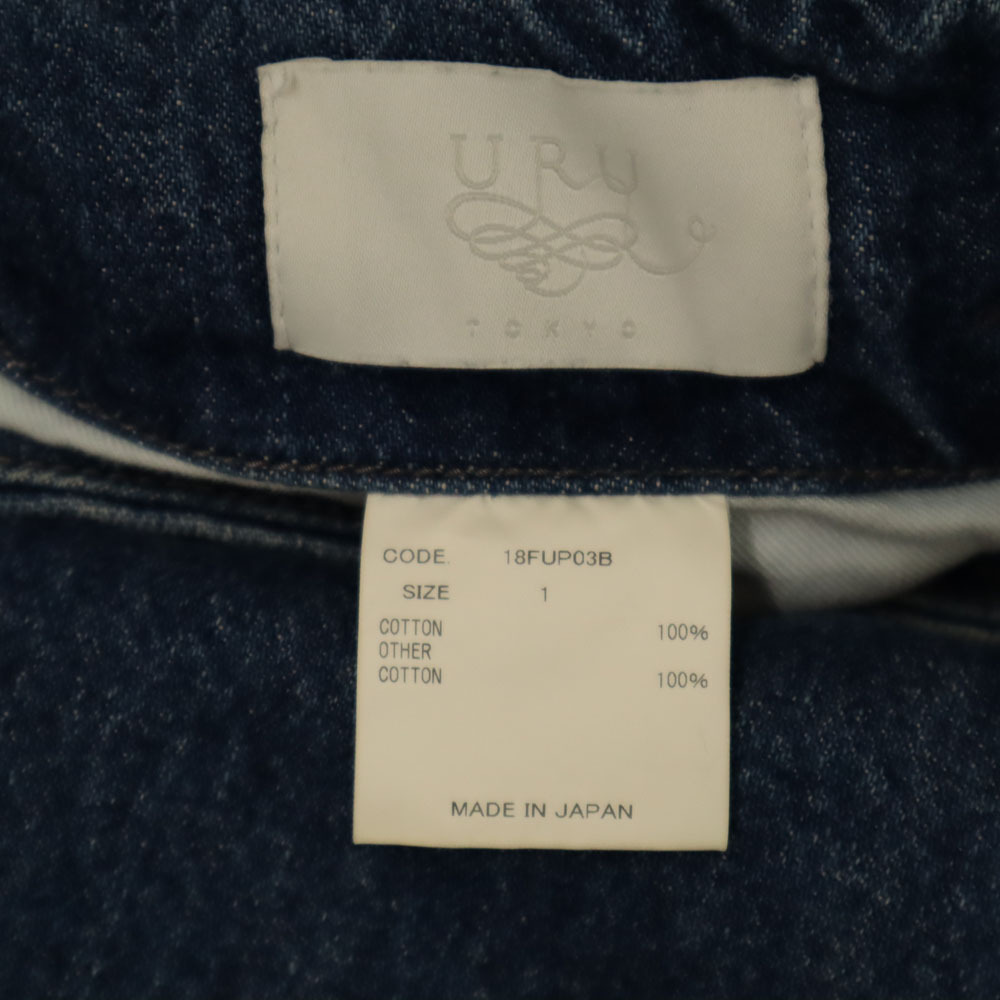 URU
TOKYO
CODE. 18FUP03B
SIZE 1
COTTON 100%
OTHER
COTTON 100%
MADE IN JAPAN